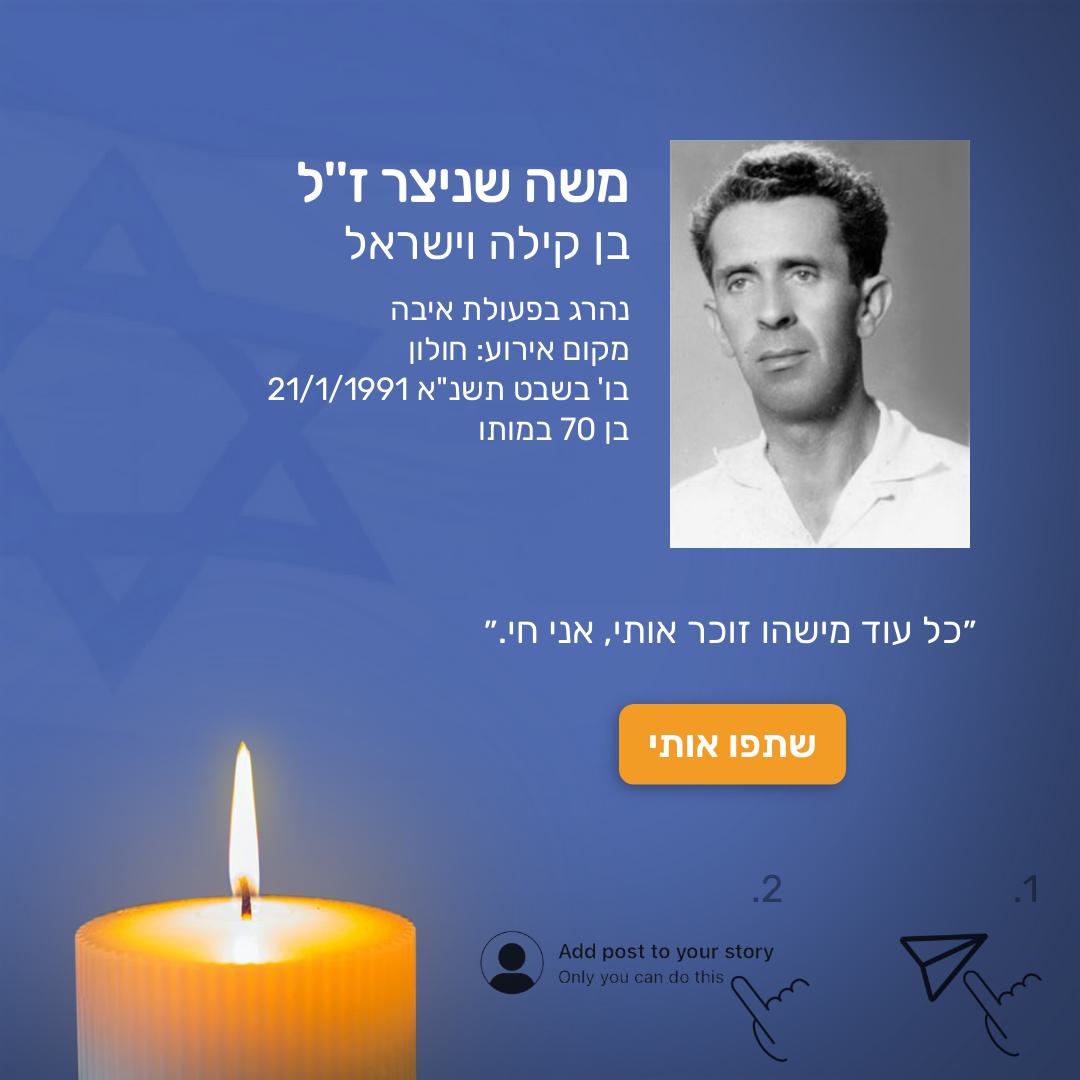 משה שניצר ז"ל
בן קילה וישראל
נהרג בפעולת איבה
מקום אירוע: חולון
בו' בשבט תשנ"א 21/1/1991
בן 70 במותו
״כל עוד מישהו זוכר אותי, אני חי.״
שתפו אותי
1.
2.
Add post to your story
Only you can do this